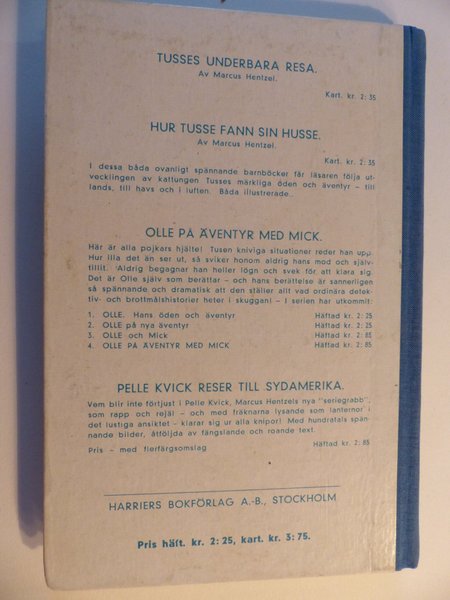 TUSSES UNDERBARA RESA.
Av Marcus Hentzel.
Kart. kr. 2: 35
HUR TUSSE FANN SIN HUSSE.
Av Marcus Hentzel.
Kart. kr. 2: 35
I dessa båda ovanligt spännande barnböcker får läsaren följa ut-
vecklingen av kattungen Tusses märkliga öden och äventyr – till
lands, till havs och i luften. Båda illustrerade.
OLLE PÅ ÄVENTYR MED MICK.
Här är alla pojkars hjälte! Tusen kniviga situationer reder han upp.
Hur illa det än ser ut, så sviker honom aldrig hans mod och själv-
tillit. Aldrig begagnar han heller lögn och svek för att klara sig.
Det är Olle själv som berättar – och hans berättelse är sannerligen
så spännande och dramatisk att den ställer allt vad ordinära detek-
tiv- och brottmålshistorier heter i skuggan! – I serien har utkommit:
1. OLLE. Hans öden och äventyr Häftad kr. 2: 25
2. OLLE på nya äventyr Häftad kr. 2: 25
3. OLLE och Mick Häftad kr. 2: 85
4. OLLE PÅ ÄVENTYR MED MICK Häftad kr. 2: 85
PELLE KVICK RESER TILL SYDAMERIKA.
Vem blir inte förtjust i Pelle Kvick, Marcus Hentzels nya "seriegrabb",
som rapp och rejäl – och med fräknarna lysande som lanternor i
det lustiga ansiktet – klarar sig ur alla knipor! Med hundratals spän-
nande bilder, åtföljda av fängslande och roande text.
Pris – med flerfärgsomslag Häftad kr. 2: 85
HARRIERS BOKFÖRLAG A.-B., STOCKHOLM
Pris häft. kr. 2: 25, kart. kr. 3: 75.